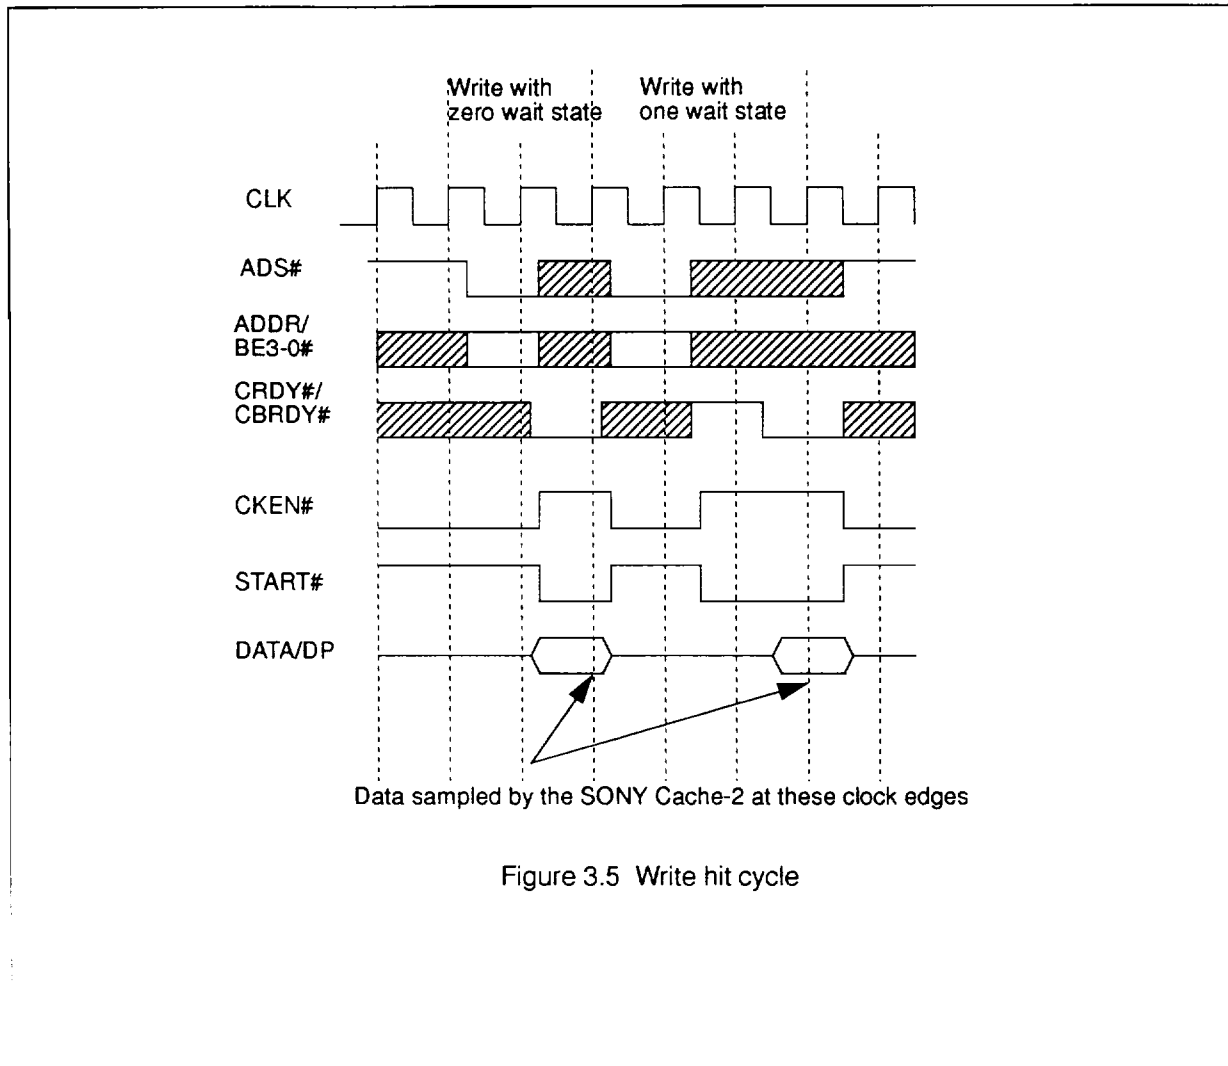 Write with
zero wait state
Write with
one wait state
CLK
ADS#
ADDR/
BE3-0#
CRDY#/
CBRDY#
CKEN#
START#
DATA/DP
Data sampled by the SONY Cache-2 at these clock edges
Figure 3.5 Write hit cycle